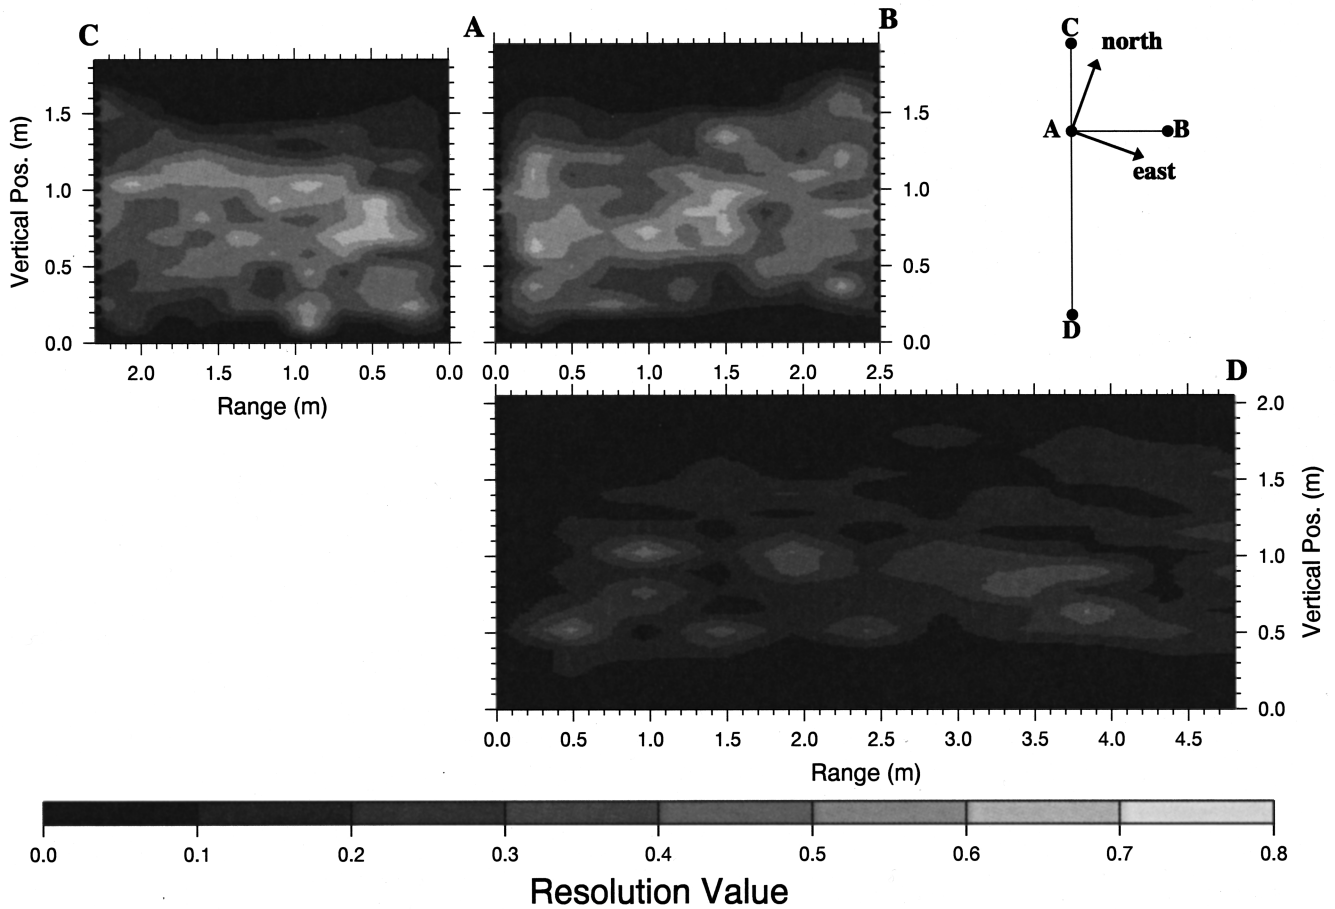 C
A
B
C
north
A
B
east
D
Vertical Pos. (m)
1.5
1.0
0.5
0.0
1.5
1.0
0.5
0.0
2.0 1.5 1.0 0.5 0.0
0.0 0.5 1.0 1.5 2.0 2.5
Range (m)
D
2.0
1.5
1.0
0.5
0.0
Vertical Pos. (m)
0.0 0.5 1.0 1.5 2.0 2.5 3.0 3.5 4.0 4.5
Range (m)
0.0 0.1 0.2 0.3 0.4 0.5 0.6 0.7 0.8
Resolution Value